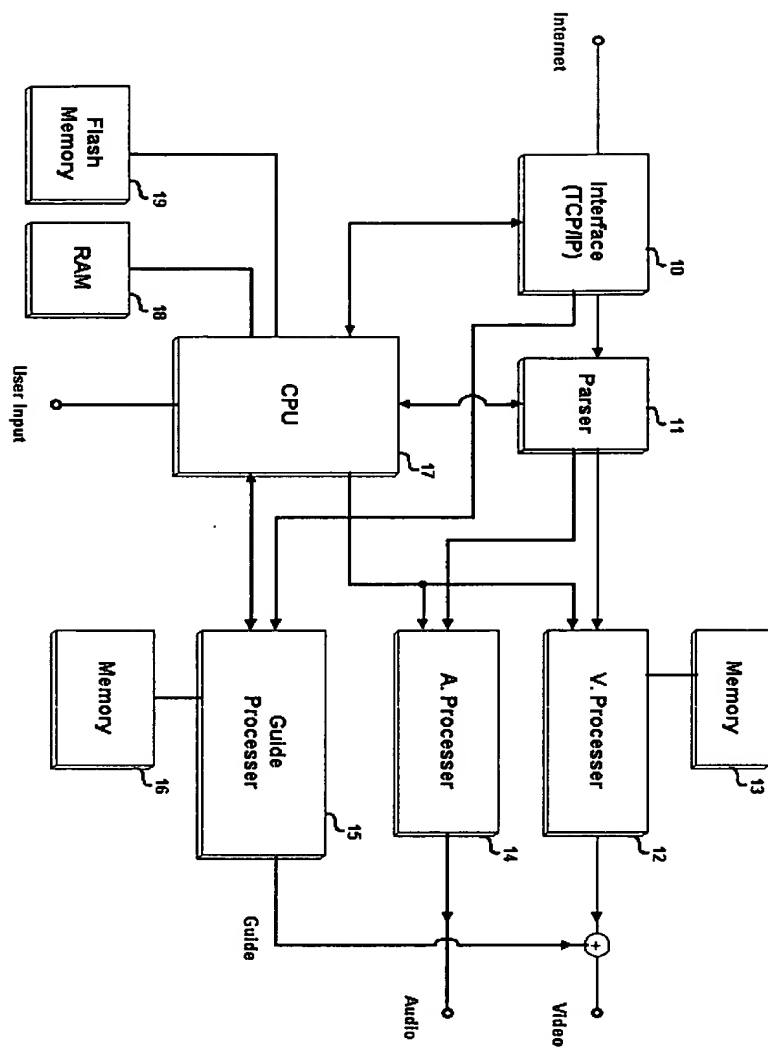 13
Memory
10
Interface
(TCP/IP)
11
Parser
12
V. Processer
+
Internet
Video
14
A. Processer
Audio
17
CPU
15
Guide
Processer
Guide
19
Flash
Memory
18
RAM
16
Memory
User Input